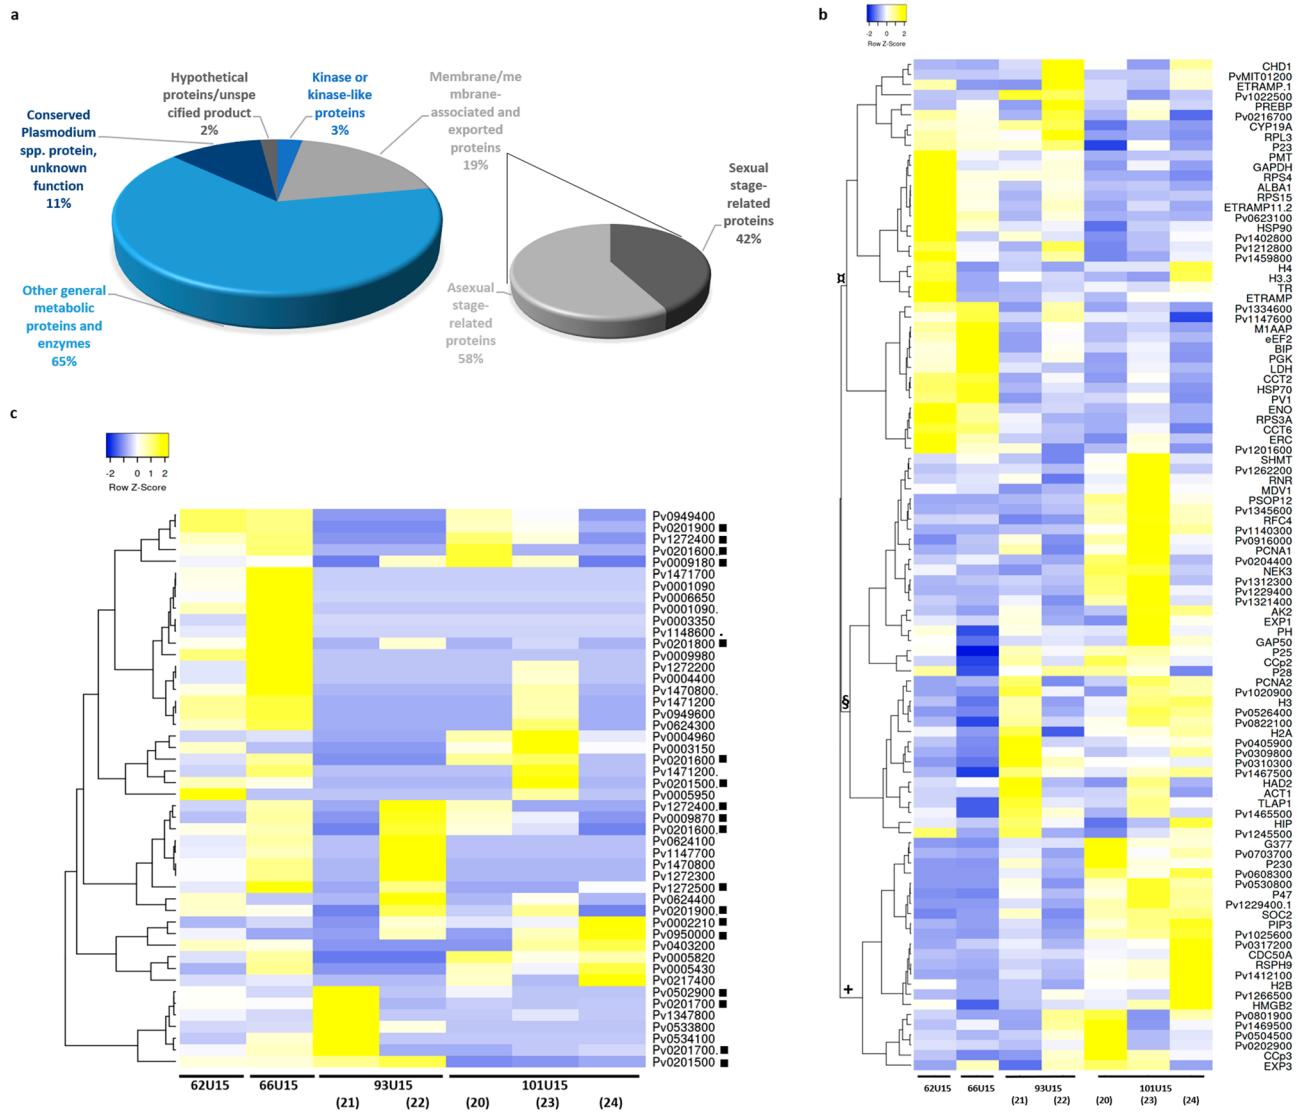 a
Hypothetical
proteins/unspe
cified product
2%
Kinase or
kinase-like
proteins
3%
Membrane/me
mbrane-
associated and
exported
proteins
19%
Conserved
Plasmodium
spp. protein,
unknown
function
11%
Other general
metabolic
proteins and
enzymes
65%
Sexual
stage-
related
proteins
42%
Asexual
stage-
related
proteins
58%
b
-2 0 2
Row Z-Score
¤
§
+
CHD1
PvMIT01200
ETRAMP.1
Pv1022500
PREBP
Pv0216700
CYP19A
RPL3
P23
PMT
GAPDH
RPS4
ALBA1
RPS15
ETRAMP11.2
Pv0623100
HSP90
Pv1402800
Pv1212800
Pv1459800
H4
H3.3
TR
ETRAMP
Pv1334600
Pv1147600
M1AAP
eEF2
BIP
PGK
LDH
CCT2
HSP70
PV1
ENO
RPS3A
CCT6
ERC
Pv1201600
SHMT
Pv1262200
RNR
MDV1
PSOP12
Pv1345600
RFC4
Pv1140300
Pv0916000
PCNA1
Pv0204400
NEK3
Pv1312300
Pv1229400
Pv1321400
AK2
EXP1
PH
GAP50
P25
CCp2
P28
PCNA2
Pv1020900
H3
Pv0526400
Pv0822100
H2A
Pv0405900
Pv0309800
Pv0310300
Pv1467500
HAD2
ACT1
TLAP1
Pv1465500
HIP
Pv1245500
G377
Pv0703700
P230
Pv0608300
Pv0530800
P47
Pv1229400.1
SOC2
PIP3
Pv1025600
Pv0317200
CDC50A
RSPH9
Pv1412100
H2B
Pv1266500
HMGB2
Pv0801900
Pv1469500
Pv0504500
Pv0202900
CCp3
EXP3
62U15 66U15 93U15 101U15
(21) (22) (20) (23) (24)
c
-2 0 2
Row Z-Score
Pv0949400
Pv0201900 ■
Pv1272400 ■
Pv0201600 ■
Pv0009180 ■
Pv1471700
Pv0001090
Pv0006650
Pv0001090.
Pv0003350
Pv1148600 .
Pv0201800 ■
Pv0009980
Pv1272200
Pv0004400
Pv1470800.
Pv1471200
Pv0949600
Pv0624300
Pv0004960
Pv0003150
Pv0201600 ■
Pv1471200.
Pv0201500.■
Pv0005950
Pv1272400.■
Pv0009870 ■
Pv0201600.■
Pv0624100
Pv1147700
Pv1470800
Pv1272300
Pv1272500 ■
Pv0624400
Pv0201900.■
Pv0002210 ■
Pv0950000 ■
Pv0403200
Pv0005820
Pv0005430
Pv0217400
Pv0502900 ■
Pv0201700 ■
Pv1347800
Pv0533800
Pv0534100
Pv0201700.■
Pv0201500 ■
62U15 66U15 93U15 101U15
(21) (22) (20) (23) (24)